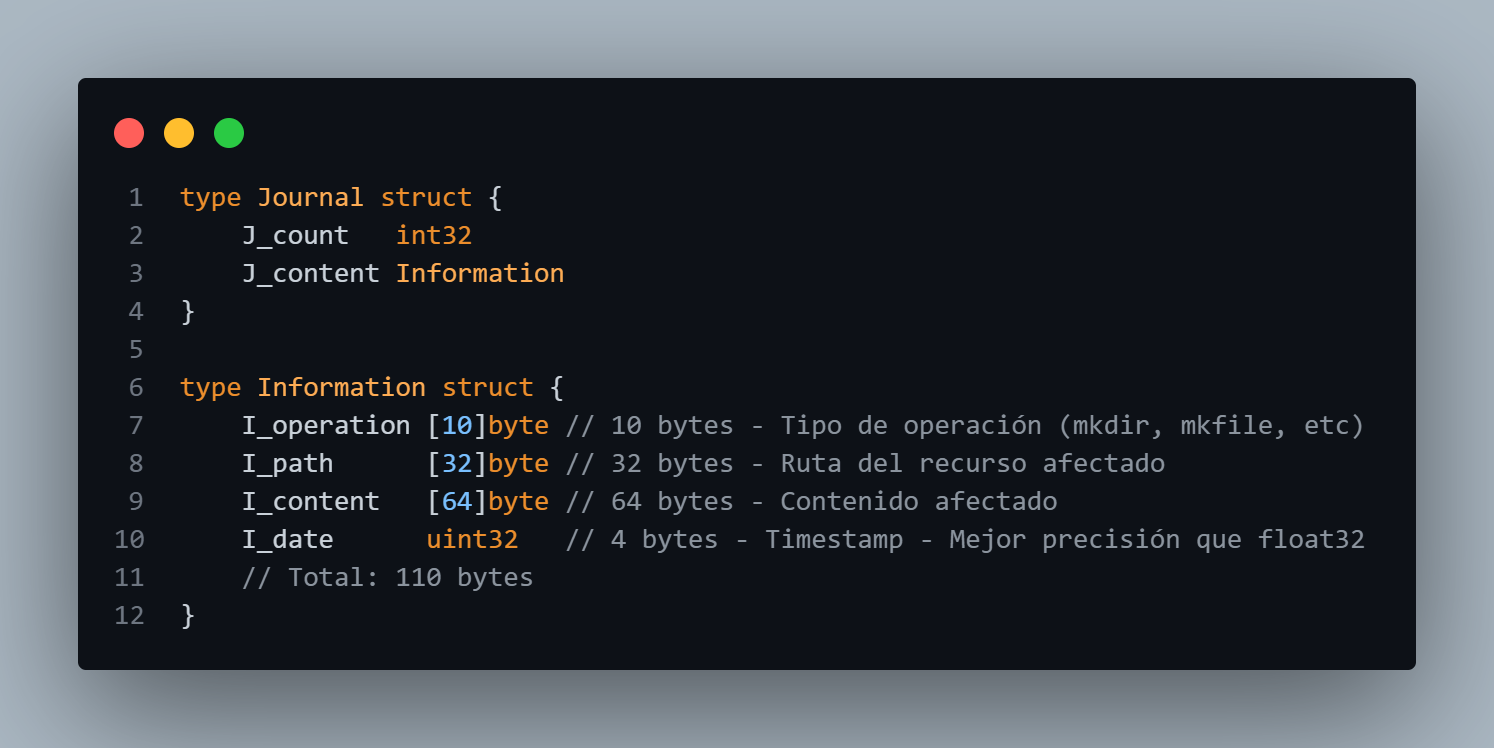 1 type Journal struct {
2     J_count   int32
3     J_content Information
4 }
5
6 type Information struct {
7     I_operation [10]byte // 10 bytes - Tipo de operación (mkdir, mkfile, etc)
8     I_path      [32]byte // 32 bytes - Ruta del recurso afectado
9     I_content   [64]byte // 64 bytes - Contenido afectado
10     I_date      uint32   // 4 bytes - Timestamp - Mejor precisión que float32
11     // Total: 110 bytes
12 }